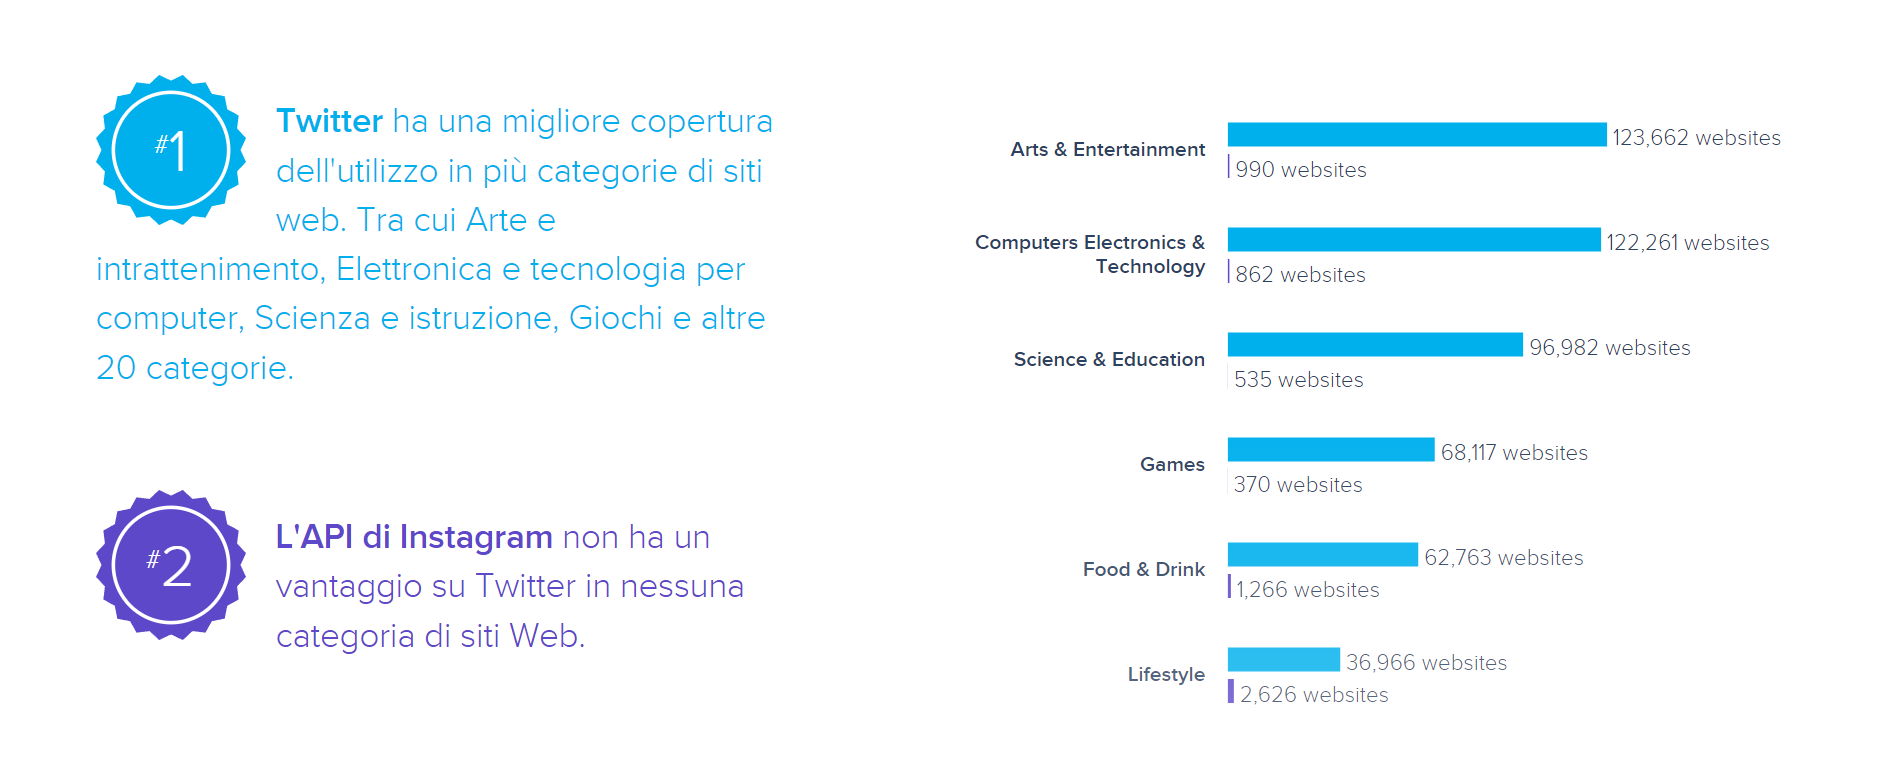 #1
Twitter ha una migliore copertura
dell'utilizzo in più categorie di siti
web. Tra cui Arte e
intrattenimento, Elettronica e tecnologia per
computer, Scienza e istruzione, Giochi e altre
20 categorie.
#2
L'API di Instagram non ha un
vantaggio su Twitter in nessuna
categoria di siti Web.
Arts & Entertainment
123,662 websites
990 websites
Computers Electronics &
Technology
122,261 websites
862 websites
Science & Education
96,982 websites
535 websites
Games
68,117 websites
370 websites
Food & Drink
62,763 websites
1,266 websites
Lifestyle
36,966 websites
2,626 websites